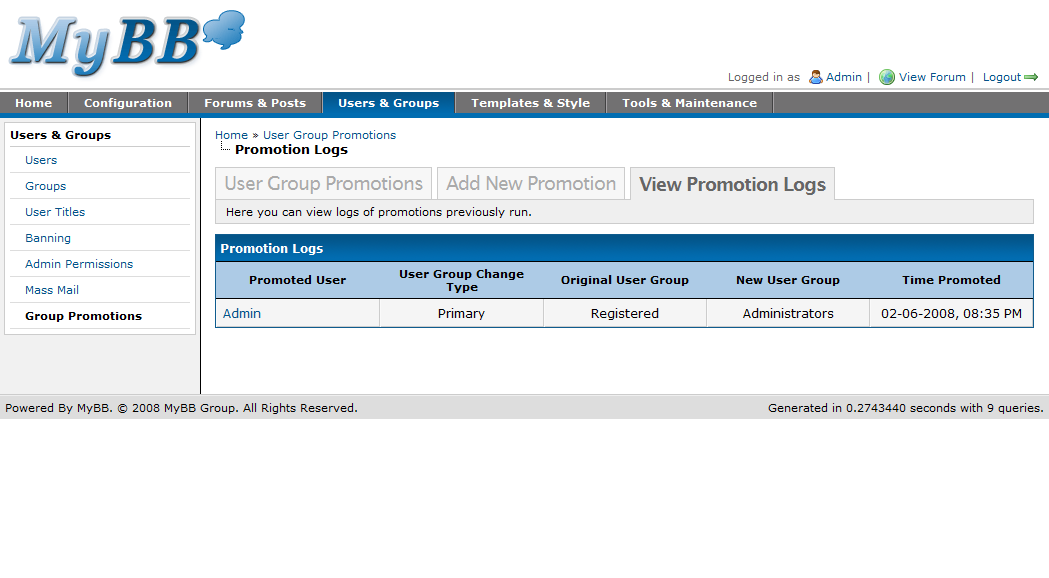 MyBB
Logged in as Admin | View Forum | Logout
Home Configuration Forums & Posts Users & Groups Templates & Style Tools & Maintenance
Users & Groups
Users
Groups
User Titles
Banning
Admin Permissions
Mass Mail
Group Promotions
Home » User Group Promotions
Promotion Logs
User Group Promotions Add New Promotion View Promotion Logs
Here you can view logs of promotions previously run.
Promotion Logs
Promoted User User Group Change Type Original User Group New User Group Time Promoted
Admin Primary Registered Administrators 02-06-2008, 08:35 PM
Powered By MyBB. © 2008 MyBB Group. All Rights Reserved. Generated in 0.2743440 seconds with 9 queries.